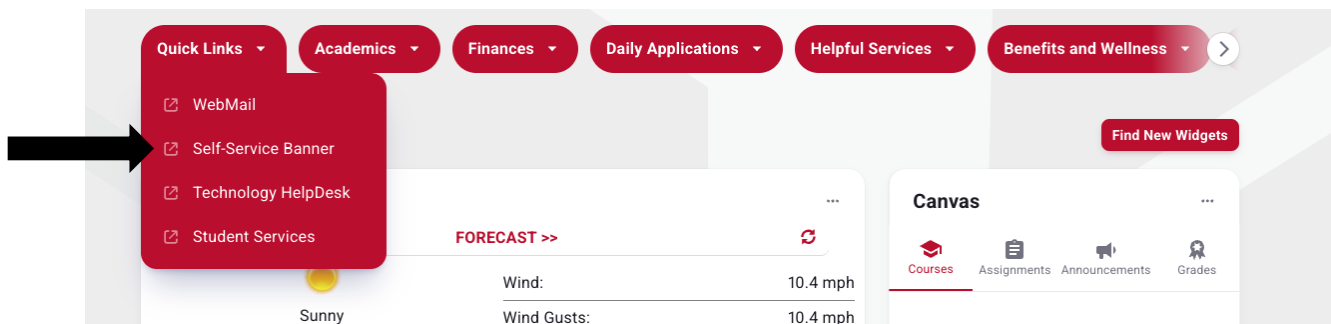 Quick Links Academics Finances Daily Applications Helpful Services Benefits and Wellness
WebMail
Self-Service Banner
Technology HelpDesk
Student Services
Find New Widgets
FORECAST >>
Sunny
Wind: 10.4 mph
Wind Gusts: 10.4 mph
Canvas
Courses Assignments Announcements Grades